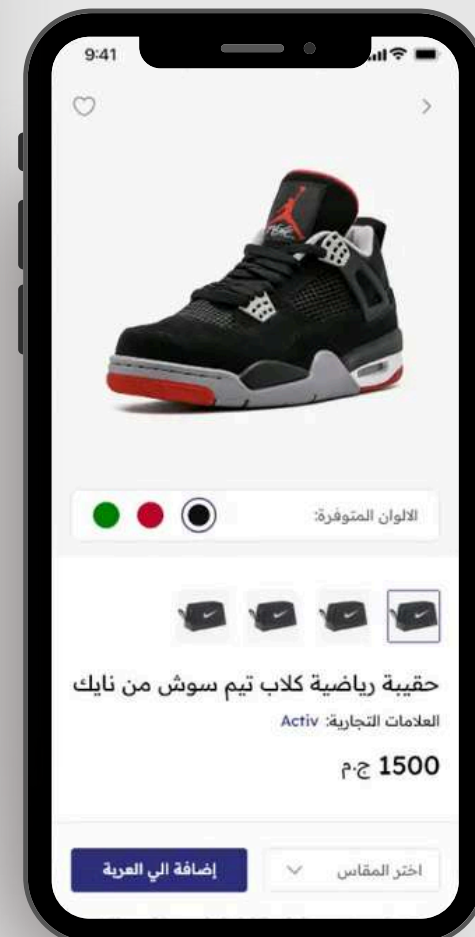 9:41
الالوان المتوفرة:
حقيبة رياضية كلاب تيم سوش من نايك
العلامات التجارية: Activ
1500 ج.م
اختر المقاس
إضافة الي العربة